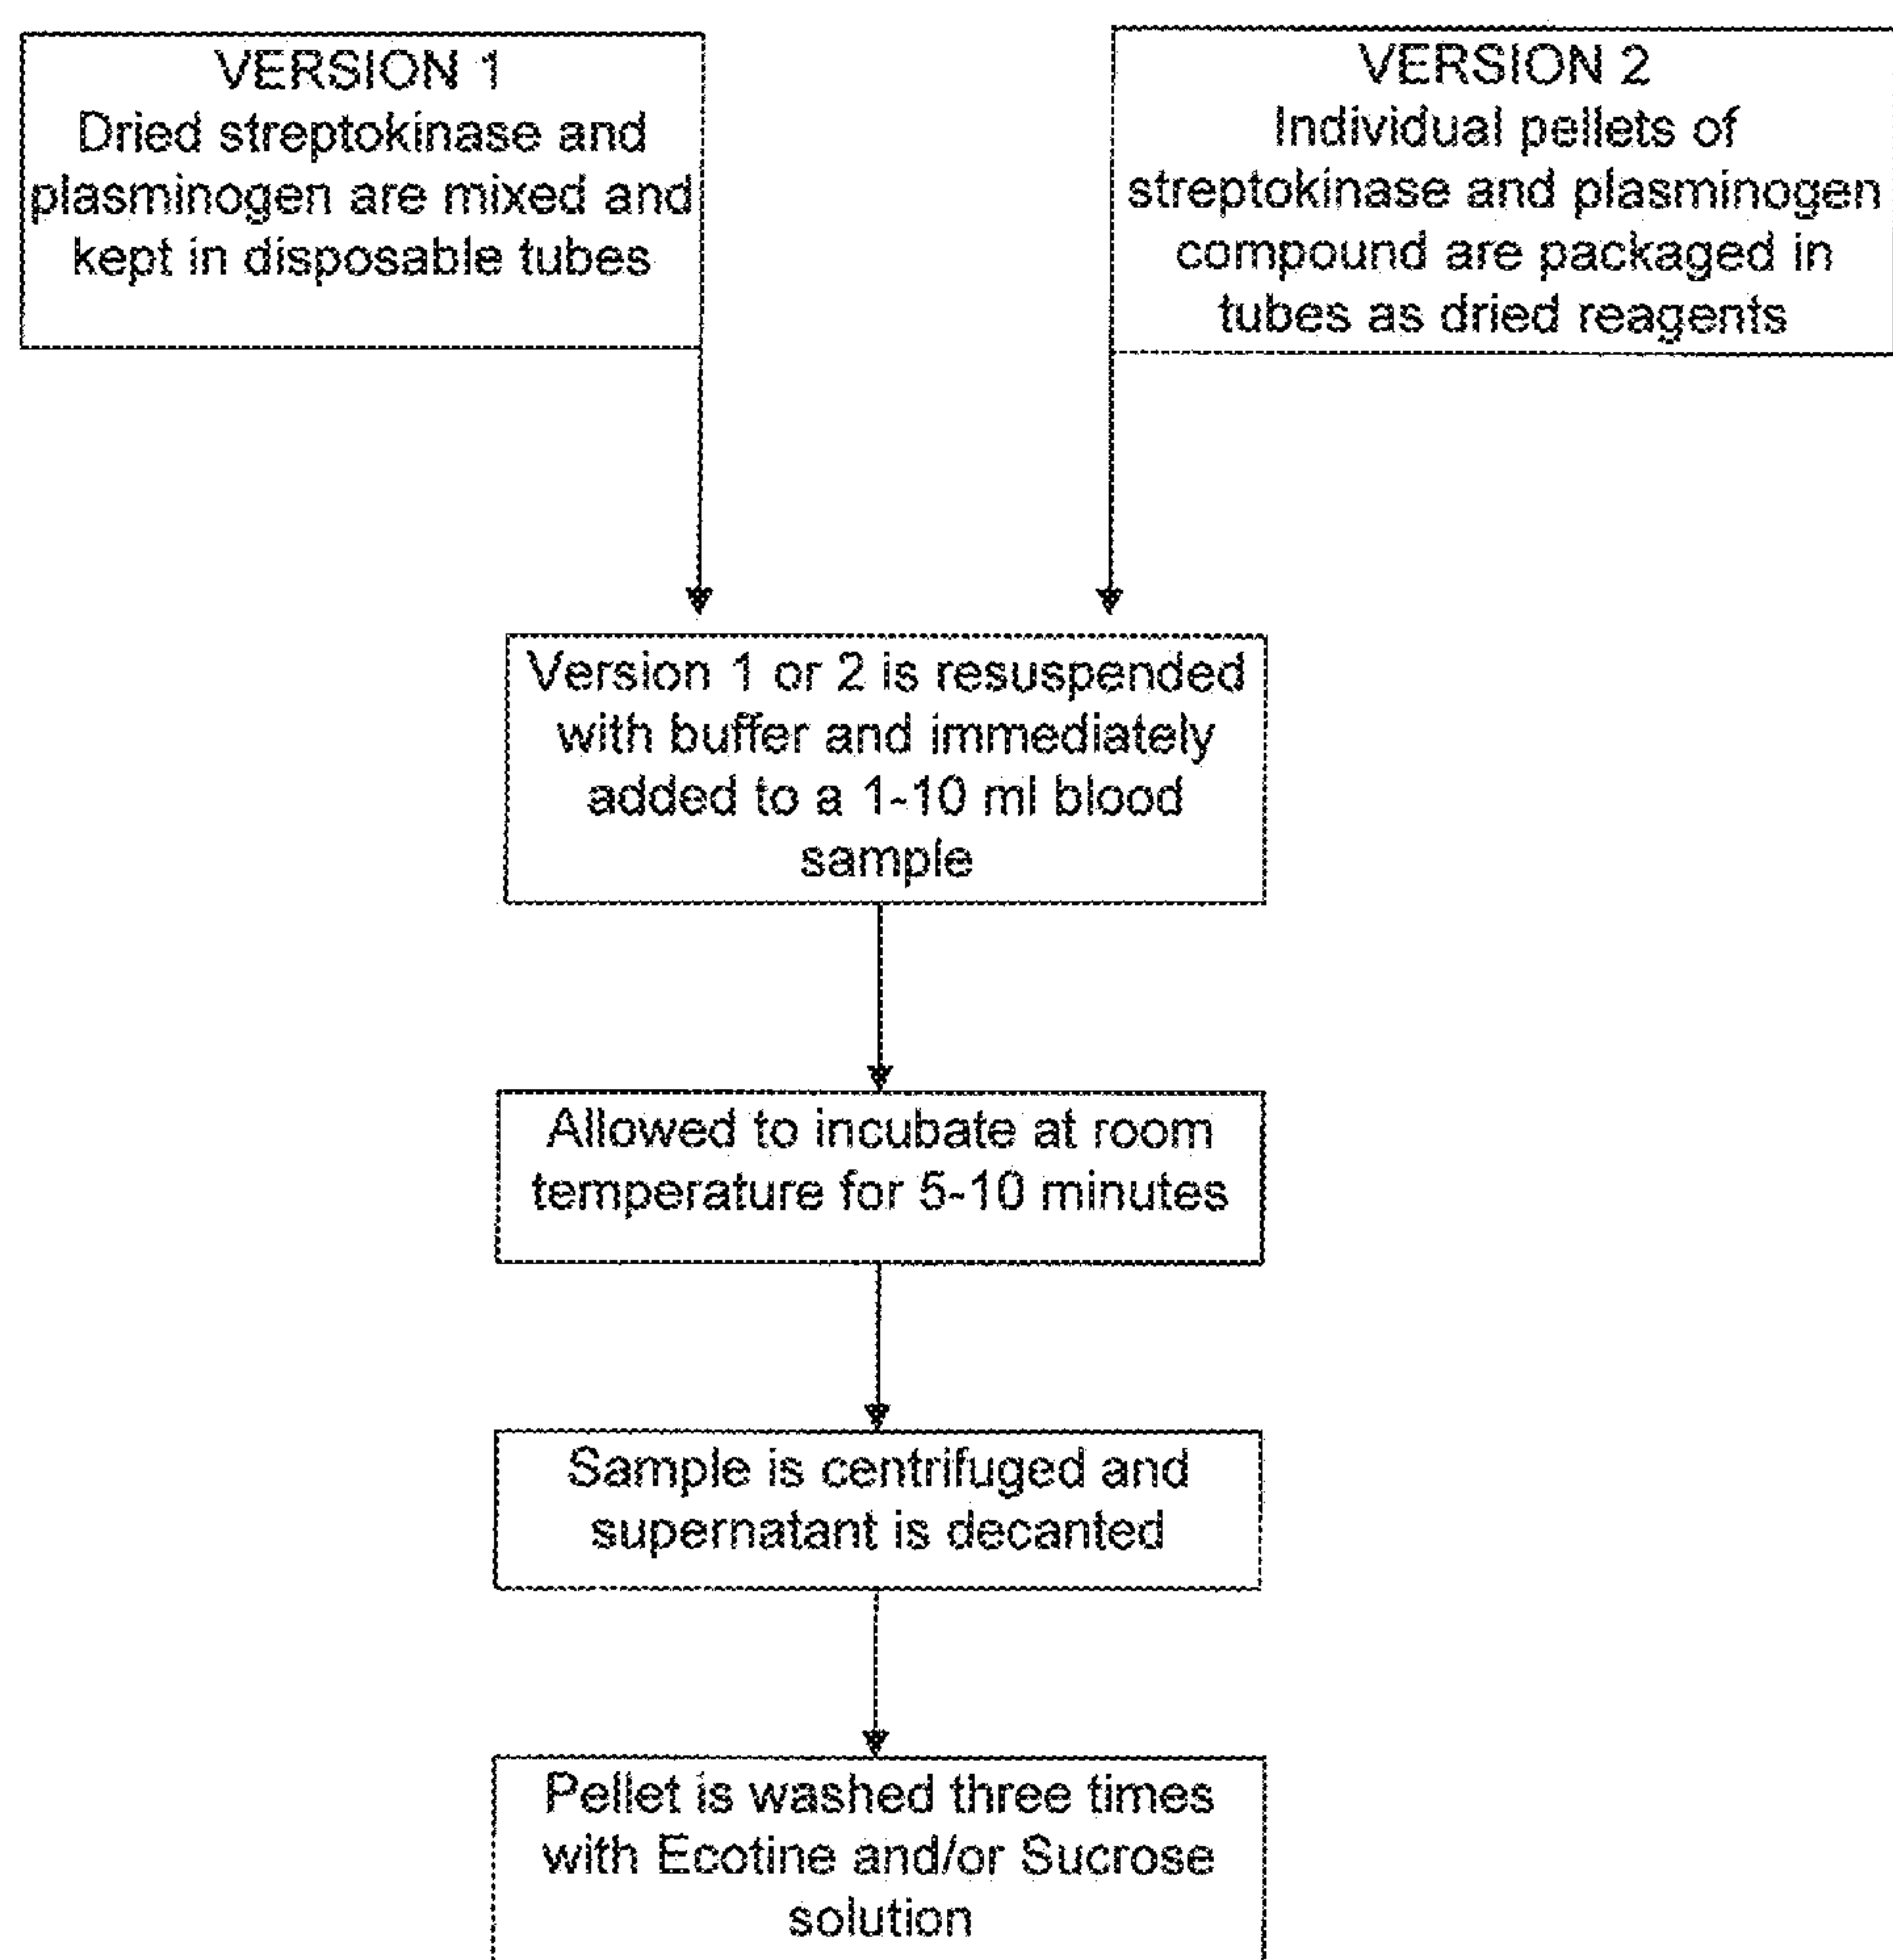 VERSION 1
Dried streptokinase and
plasminogen are mixed and
kept in disposable tubes
VERSION 2
Individual pellets of
streptokinase and plasminogen
compound are packaged in
tubes as dried reagents
Version 1 or 2 is resuspended
with buffer and immediately
added to a 1-10 ml blood
sample
Allowed to incubate at room
temperature for 5-10 minutes
Sample is centrifuged and
supernatant is decanted
Pellet is washed three times
with Ecotine and/or Sucrose
solution